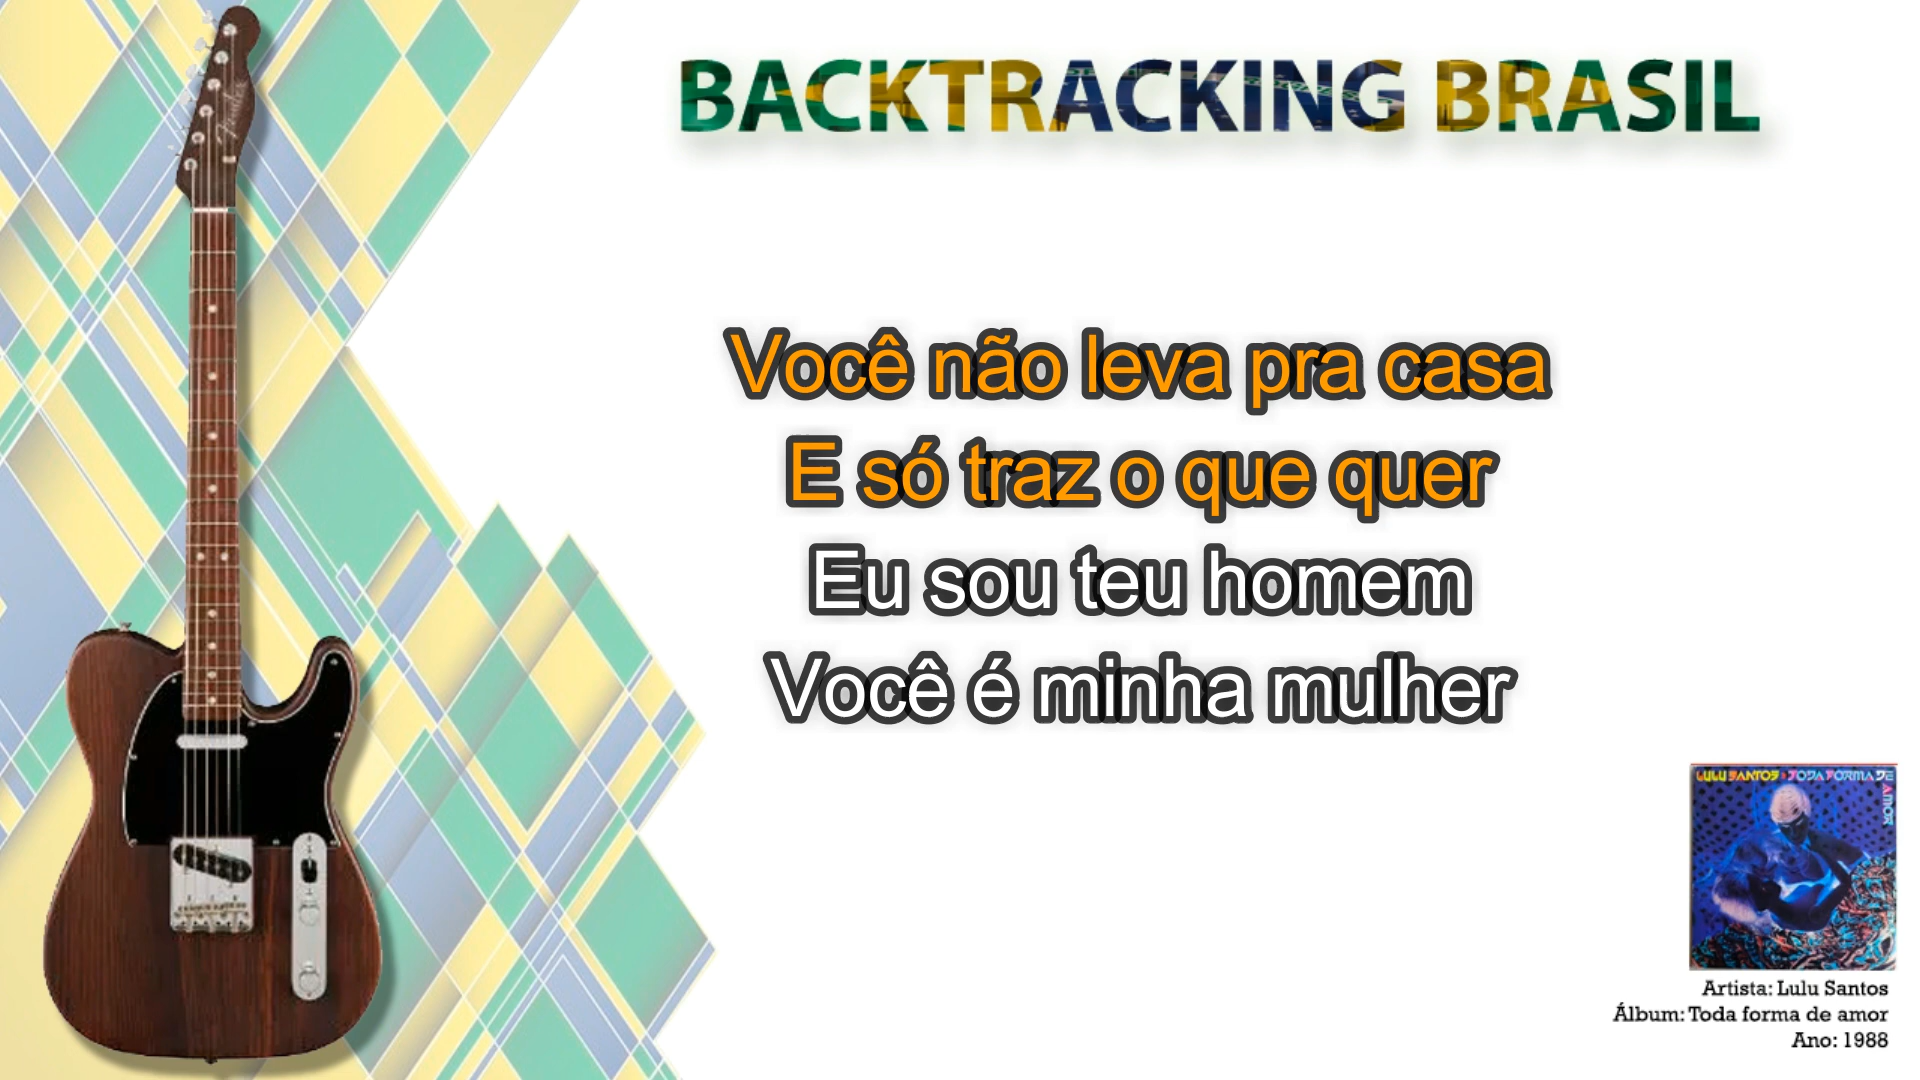 BACKTRACKING BRASIL
Você não leva pra casa
E só traz o que quer
Eu sou teu homem
Você é minha mulher
LULU SANTOS TODA FORMA DE AMOR
Artista: Lulu Santos
Álbum: Toda forma de amor
Ano: 1988
Fender